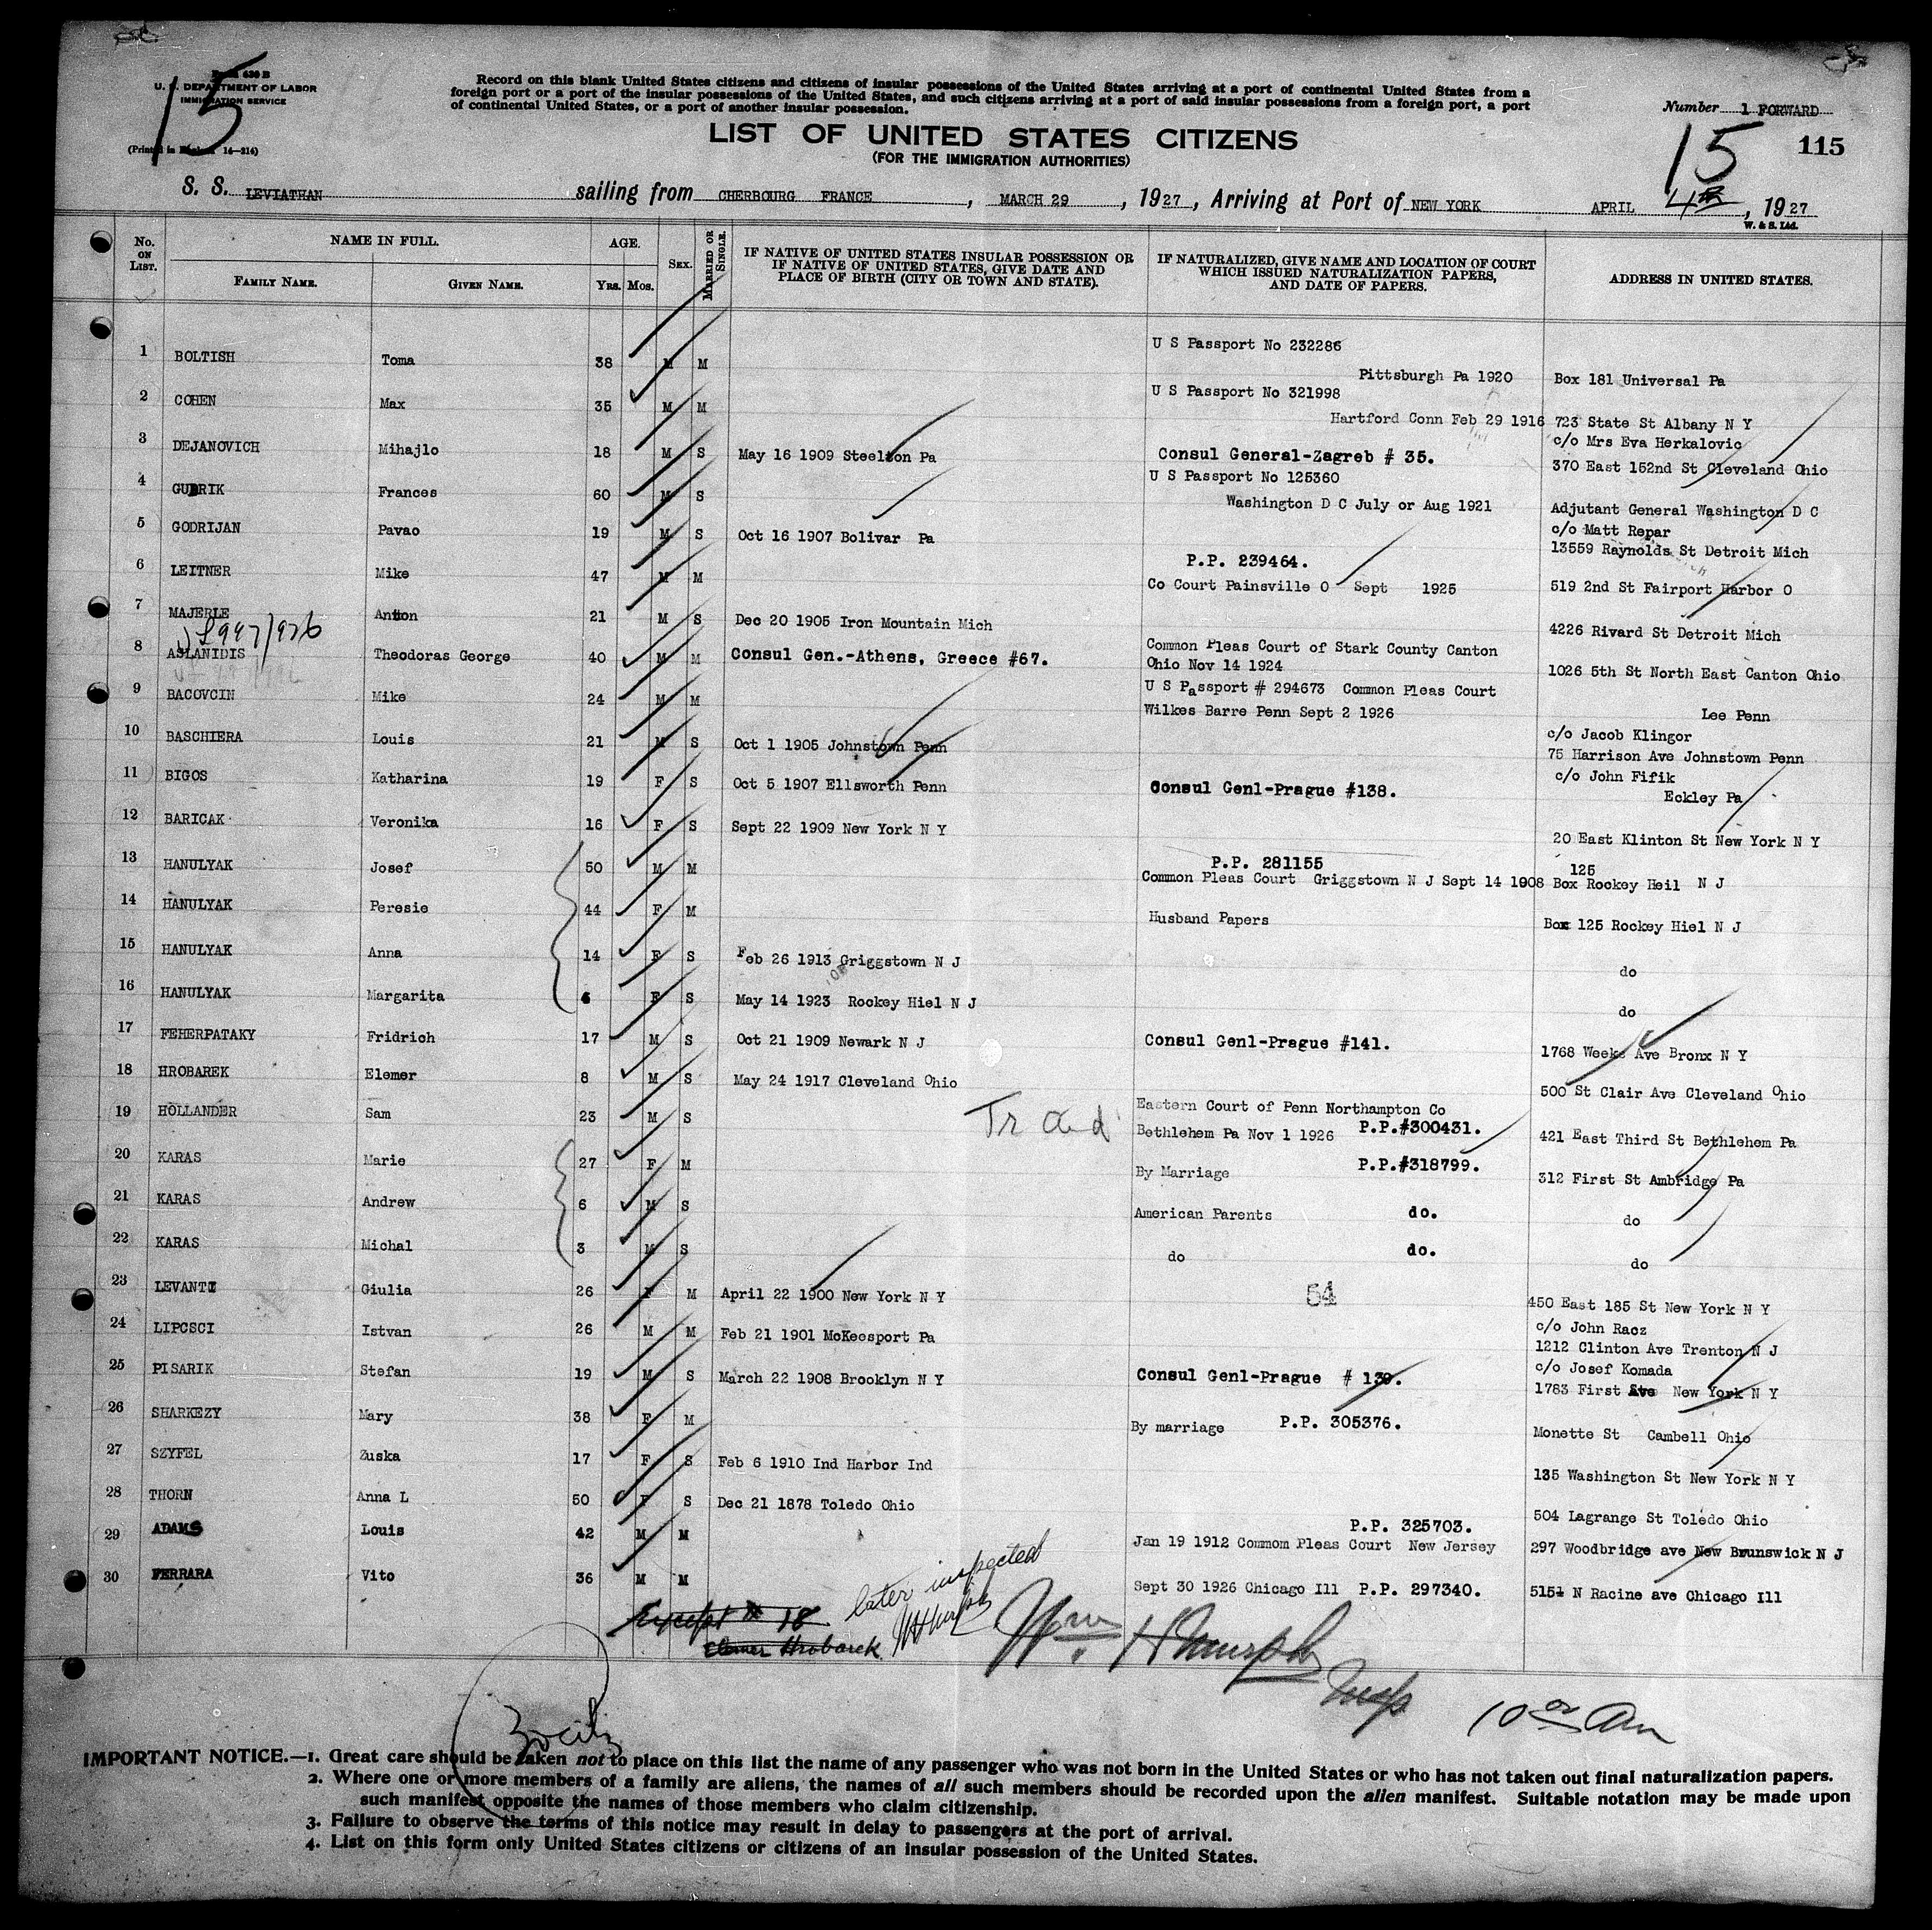 15
Form 630 B
U. S. DEPARTMENT OF LABOR
IMMIGRATION SERVICE
(Printed in England 14—214)
Record on this blank United States citizens and citizens of insular possessions of the United States arriving at a port of continental United States from a
foreign port or a port of the insular possessions of the United States, and such citizens arriving at a port of said insular possessions from a foreign port, a port
of continental United States, or a port of another insular possession.
Number 1 FORWARD
LIST OF UNITED STATES CITIZENS
(FOR THE IMMIGRATION AUTHORITIES)
15
115
S. S. LEVIATHAN sailing from CHERBOURG FRANCE, MARCH 29, 1927, Arriving at Port of NEW YORK APRIL 4th, 1927
W. & S. Ltd.
No. ON LIST. NAME IN FULL. FAMILY NAME. GIVEN NAME. AGE. Yrs. Mos. SEX. MARRIED OR SINGLE. IF NATIVE OF UNITED STATES INSULAR POSSESSION OR IF NATIVE OF UNITED STATES, GIVE DATE AND PLACE OF BIRTH (CITY OR TOWN AND STATE). IF NATURALIZED, GIVE NAME AND LOCATION OF COURT WHICH ISSUED NATURALIZATION PAPERS, AND DATE OF PAPERS. ADDRESS IN UNITED STATES.
1 BOLTISH Toma 38 M M U S Passport No 232286
Pittsburgh Pa 1920 Box 181 Universal Pa
2 COHEN Max 35 M M U S Passport No 321998
Hartford Conn Feb 29 1916 723 State St Albany N Y
3 DEJANOVICH Mihajlo 18 M S May 16 1909 Steelton Pa Consul General-Zagreb # 35. c/o Mrs Eva Herkalovic
370 East 152nd St Cleveland Ohio
4 GUDRIK Frances 60 M S U S Passport No 125360
Washington D C July or Aug 1921 Adjutant General Washington D C
5 GODRIJAN Pavao 19 M S Oct 16 1907 Bolivar Pa c/o Matt Repar
13559 Raynolds St Detroit Mich
6 LEITNER Mike 47 M M P.P. 239464.
Co Court Painsville O Sept 1925 519 2nd St Fairport Harbor O
7 MAJERLE Anton 21 M S Dec 20 1905 Iron Mountain Mich 4226 Rivard St Detroit Mich
8 ASLANIDIS Theodoras George 40 M M Consul Gen.-Athens, Greece #67. Common Pleas Court of Stark County Canton
Ohio Nov 14 1924 1026 5th St North East Canton Ohio
9 BACOVCIN Mike 24 M M U S Passport # 294673 Common Pleas Court
Wilkes Barre Penn Sept 2 1926 Lee Penn
10 BASCHIERA Louis 21 M S Oct 1 1905 Johnstown Penn c/o Jacob Klingor
75 Harrison Ave Johnstown Penn
11 BIGOS Katharina 19 F S Oct 5 1907 Ellsworth Penn Consul Genl-Prague #138. c/o John Fifik
Eckley Pa
12 BARICAK Veronika 16 F S Sept 22 1909 New York N Y 20 East Klinton St New York N Y
13 HANULYAK Josef 50 M M P.P. 281155 125
Common Pleas Court Griggstown N J Sept 14 1908 Box Rockey Heil N J
14 HANULYAK Peresie 44 F M Husband Papers Box 125 Rockey Hiel N J
15 HANULYAK Anna 14 F S Feb 26 1913 Griggstown N J do
16 HANULYAK Margarita F S May 14 1923 Rockey Hiel N J do
17 FEHERPATAKY Fridrich 17 M S Oct 21 1909 Newark N J Consul Genl-Prague #141. 1768 Weeks Ave Bronx N Y
18 HROBAREK Elemer 8 M S May 24 1917 Cleveland Ohio 500 St Clair Ave Cleveland Ohio
19 HOLLANDER Sam 23 M S Eastern Court of Penn Northampton Co
Bethlehem Pa Nov 1 1926 P.P.#300431. 421 East Third St Bethlehem Pa
20 KARAS Marie 27 F M By Marriage P.P.#318799. 312 First St Ambridge Pa
21 KARAS Andrew 6 M S American Parents do. do
22 KARAS Michal 3 M S do do. do
23 LEVANTI Giulia 26 F M April 22 1900 New York N Y 54 450 East 185 St New York N Y
24 LIPCSCI Istvan 26 M M Feb 21 1901 McKeesport Pa c/o John Racz
1212 Clinton Ave Trenton N J
25 PISARIK Stefan 19 M S March 22 1908 Brooklyn N Y Consul Genl-Prague # 139. c/o Josef Komada
1783 First Ave New York N Y
26 SHARKEZY Mary 38 F M By marriage P.P. 305376. Monette St Cambell Ohio
27 SZYFEL Zuska 17 F S Feb 6 1910 Ind Harbor Ind 135 Washington St New York N Y
28 THORN Anna L 50 F S Dec 21 1878 Toledo Ohio 504 Lagrange St Toledo Ohio
29 ADAMS Louis 42 M M P.P. 325703.
Jan 19 1912 Commom Pleas Court New Jersey 297 Woodbridge ave New Brunswick N J
30 FERRARA Vito 36 M M Sept 30 1926 Chicago Ill P.P. 297340. 5151 N Racine ave Chicago Ill
Except # 18 later inspected
Elemer Hrobarek WHMurphy
Wm H Murphy
Insp
10 00 Am
IMPORTANT NOTICE.—1. Great care should be taken not to place on this list the name of any passenger who was not born in the United States or who has not taken out final naturalization papers.
2. Where one or more members of a family are aliens, the names of all such members should be recorded upon the alien manifest. Suitable notation may be made upon
such manifest opposite the names of those members who claim citizenship.
3. Failure to observe the terms of this notice may result in delay to passengers at the port of arrival.
4. List on this form only United States citizens or citizens of an insular possession of the United States.